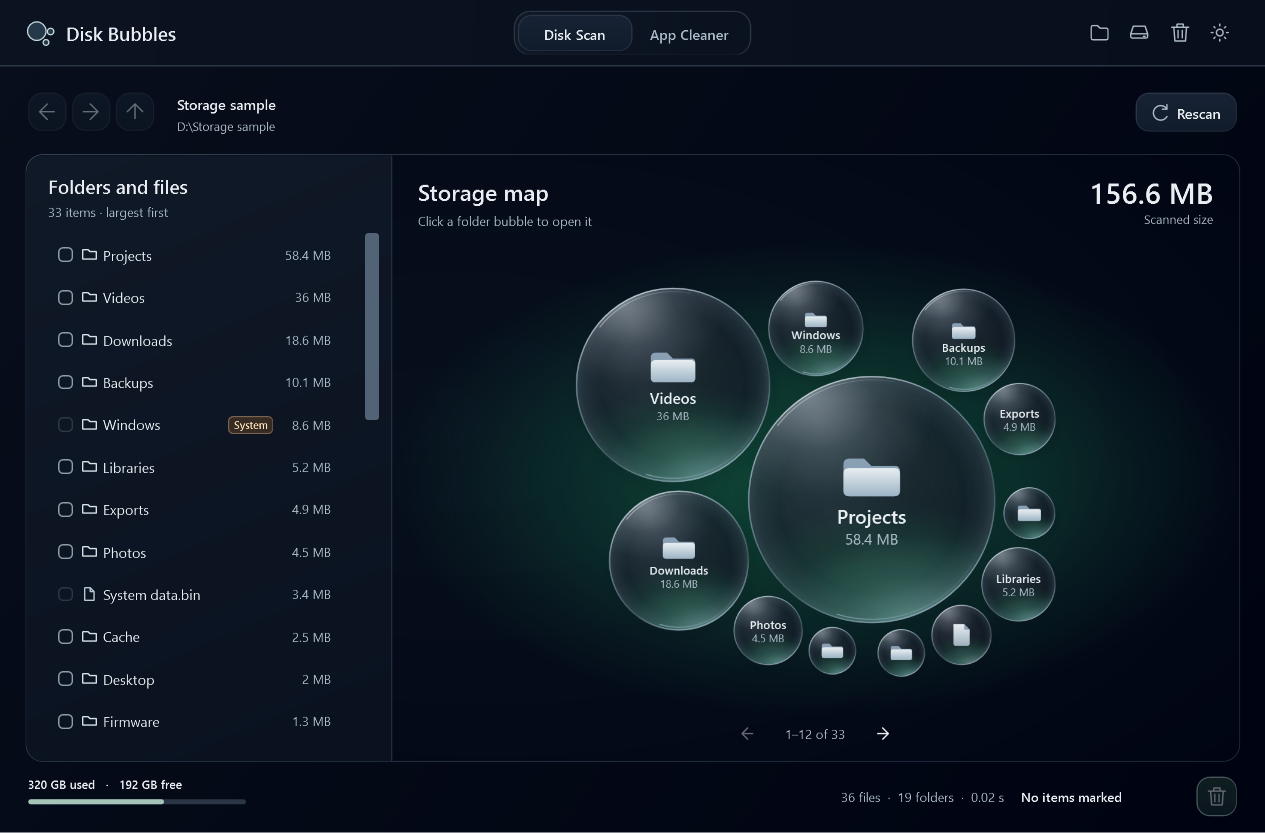 Disk Bubbles
Disk Scan
App Cleaner
Storage sample
D:\Storage sample
Rescan
Folders and files
33 items · largest first
Projects 58.4 MB
Videos 36 MB
Downloads 18.6 MB
Backups 10.1 MB
Windows System 8.6 MB
Libraries 5.2 MB
Exports 4.9 MB
Photos 4.5 MB
System data.bin 3.4 MB
Cache 2.5 MB
Desktop 2 MB
Firmware 1.3 MB
Storage map
Click a folder bubble to open it
156.6 MB
Scanned size
Windows
8.6 MB
Backups
10.1 MB
Videos
36 MB
Exports
4.9 MB
Projects
58.4 MB
Downloads
18.6 MB
Libraries
5.2 MB
Photos
4.5 MB
1–12 of 33
320 GB used · 192 GB free
36 files · 19 folders · 0.02 s No items marked